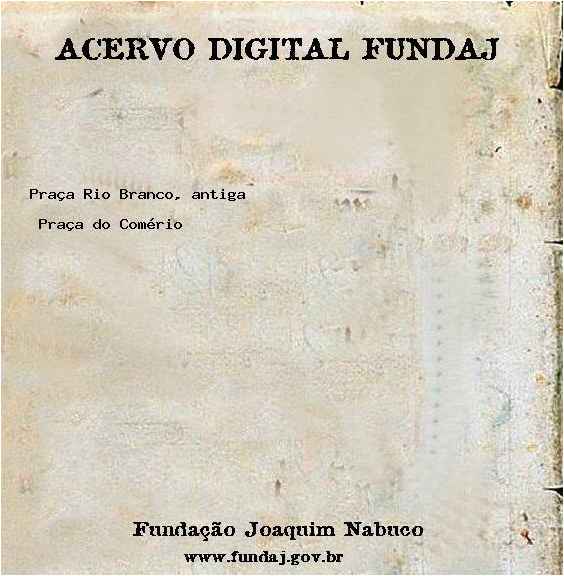 ACERVO DIGITAL FUNDAJ
Praça Rio Branco, antiga
Praça do Comério
Fundação Joaquim Nabuco
www.fundaj.gov.br